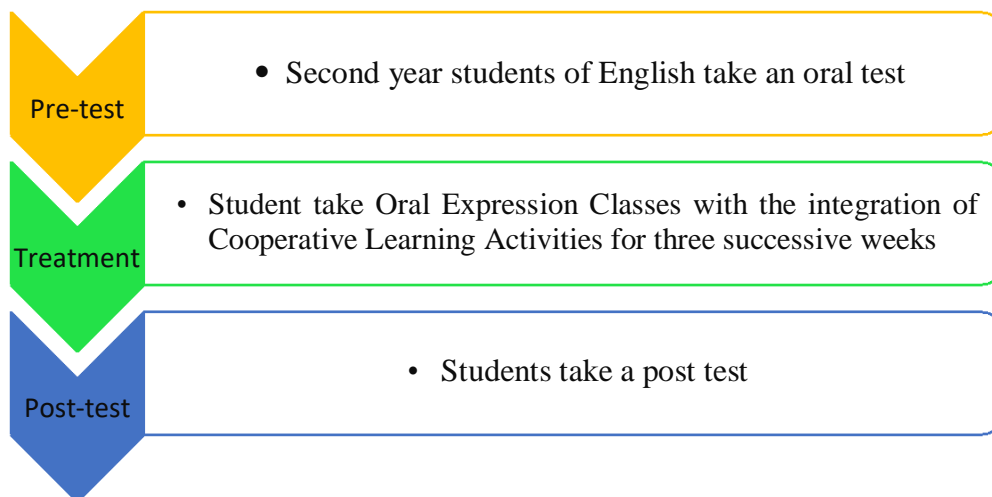 Pre-test
• Second year students of English take an oral test
Treatment
• Student take Oral Expression Classes with the integration of
Cooperative Learning Activities for three successive weeks
Post-test
• Students take a post test